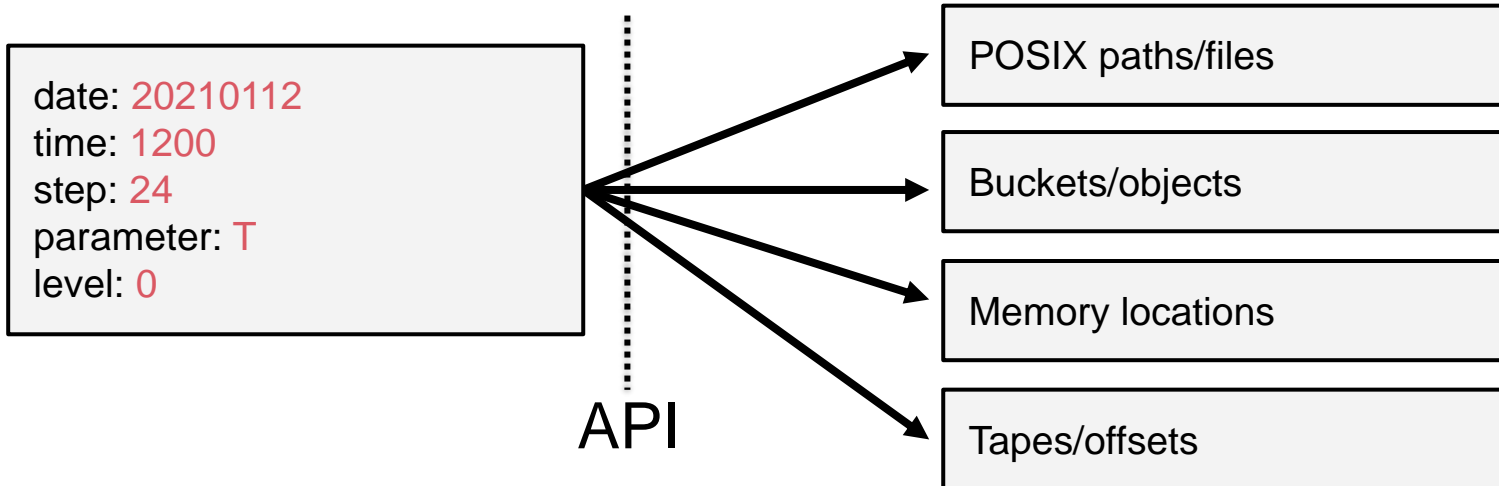 date: 20210112
time: 1200
step: 24
parameter: T
level: 0
API
POSIX paths/files
Buckets/objects
Memory locations
Tapes/offsets